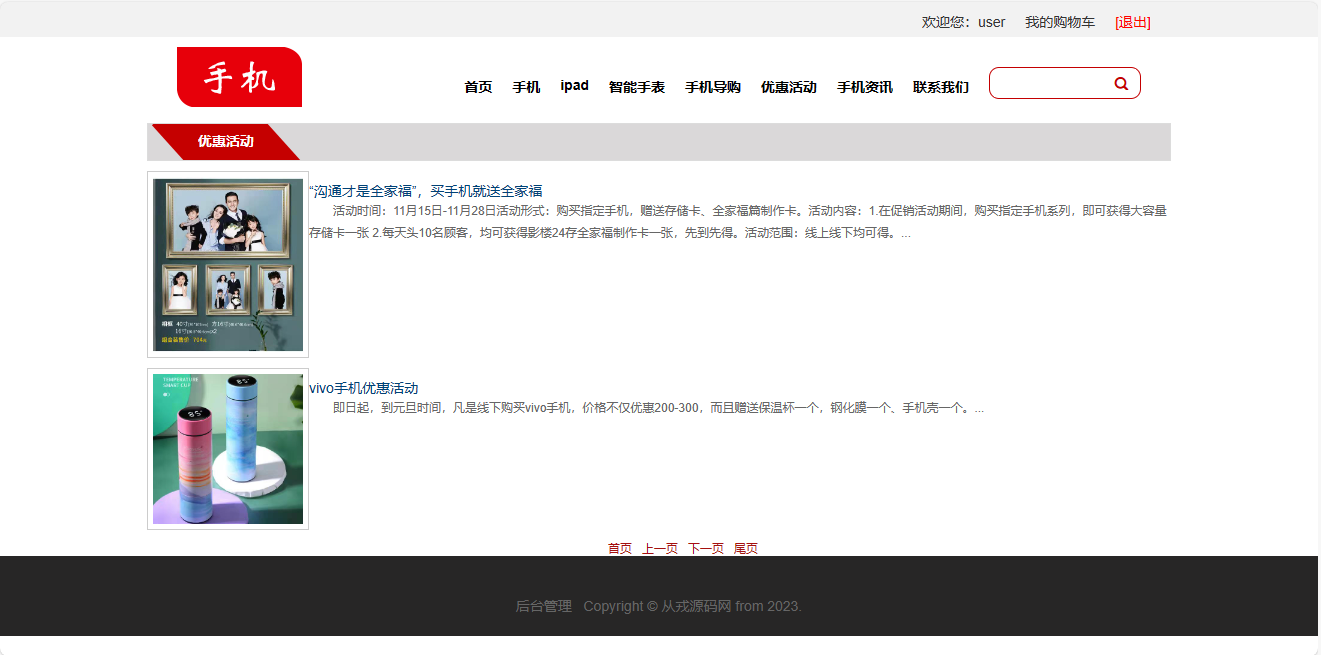 欢迎您：user 我的购物车 [退出]
手机
首页 手机 ipad 智能手表 手机导购 优惠活动 手机资讯 联系我们
优惠活动
“沟通才是全家福”，买手机就送全家福
活动时间：11月15日-11月28日活动形式：购买指定手机，赠送存储卡、全家福簡制作卡。活动内容：1.在促销活动期间，购买指定手机系列，即可获得大容量
存储卡一张 2.每天头10名顾客，均可获得影楼24存全家福制作卡一张，先到先得。活动范围：线上线下均可得。...
vivo手机优惠活动
即日起，到元旦时间，凡是线下购买vivo手机，价格不仅优惠200-300，而且赠送保温杯一个，钢化膜一个、手机壳一个。...
TEMPERATURE
SMART CUP
85°
85°
首页 上一页 下一页 尾页
后台管理 Copyright © 从戎源码网 from 2023.